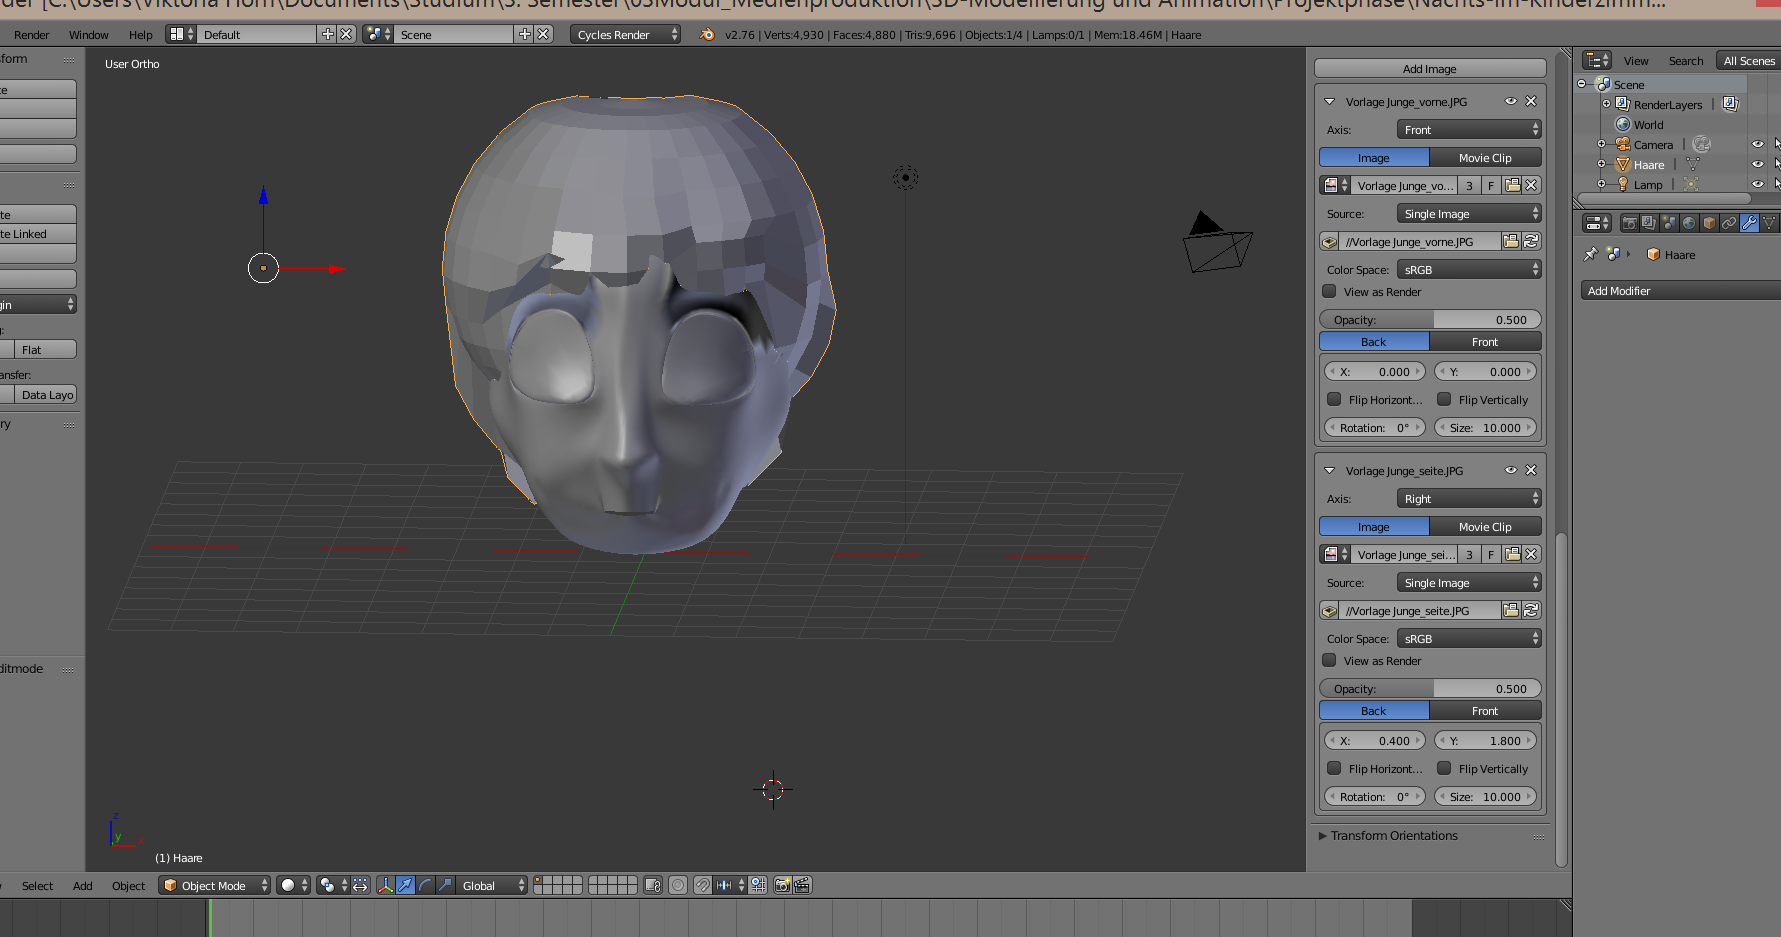 der [C:\Users\Viktoria Horn\Documents\Studium\3. Semester\03Modul_Medienproduktion\3D-Modellierung und Animation\Projektphase\Nachts-im-Kinderzimm...
Render Window Help Default Scene Cycles Render v2.76 | Verts:4,930 | Faces:4,880 | Tris:9,696 | Objects:1/4 | Lamps:0/1 | Mem:18.46M | Haare
User Ortho
te
te Linked
gin
Flat
ansfer:
Data Layo
ry
ditmode
z
y
x
(1) Haare
Add Image
Vorlage Junge_vorne.JPG
Axis: Front
Image Movie Clip
Vorlage Junge_vo... 3 F
Source: Single Image
//Vorlage Junge_vorne.JPG
Color Space: sRGB
View as Render
Opacity: 0.500
Back Front
X: 0.000 Y: 0.000
Flip Horizont... Flip Vertically
Rotation: 0° Size: 10.000
Vorlage Junge_seite.JPG
Axis: Right
Image Movie Clip
Vorlage Junge_sei... 3 F
Source: Single Image
//Vorlage Junge_seite.JPG
Color Space: sRGB
View as Render
Opacity: 0.500
Back Front
X: 0.400 Y: 1.800
Flip Horizont... Flip Vertically
Rotation: 0° Size: 10.000
Transform Orientations
View Search All Scenes
Scene
RenderLayers
World
Camera
Haare
Lamp
Haare
Add Modifier
Select Add Object Object Mode Global